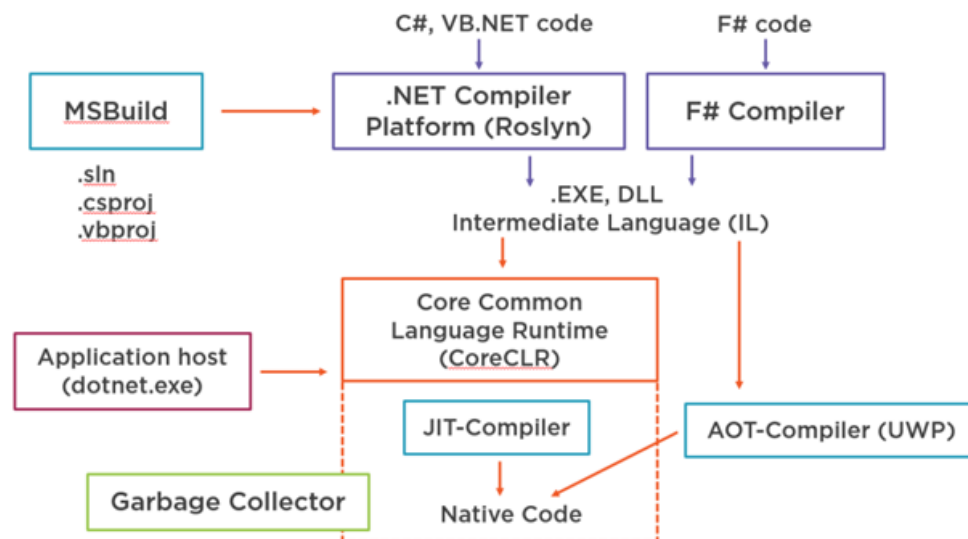 C#, VB.NET code
F# code
MSBuild
.NET Compiler
Platform (Roslyn)
F# Compiler
.sln
.csproj
.vbproj
.EXE, DLL
Intermediate Language (IL)
Core Common
Language Runtime
(CoreCLR)
Application host
(dotnet.exe)
JIT-Compiler
AOT-Compiler (UWP)
Garbage Collector
Native Code